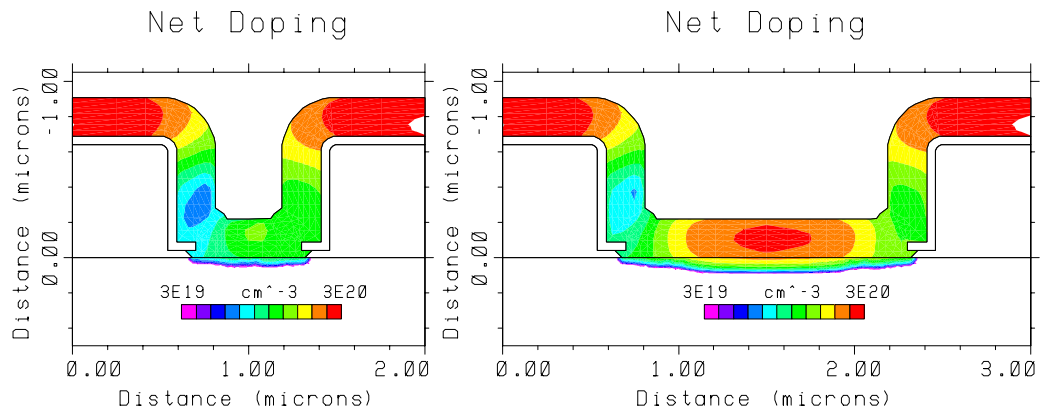 Net Doping
Distance (microns)
-1.00
0.00
3E19 cm^-3 3E20
0.00 1.00 2.00
Distance (microns)
Net Doping
Distance (microns)
-1.00
0.00
3E19 cm^-3 3E20
0.00 1.00 2.00 3.00
Distance (microns)